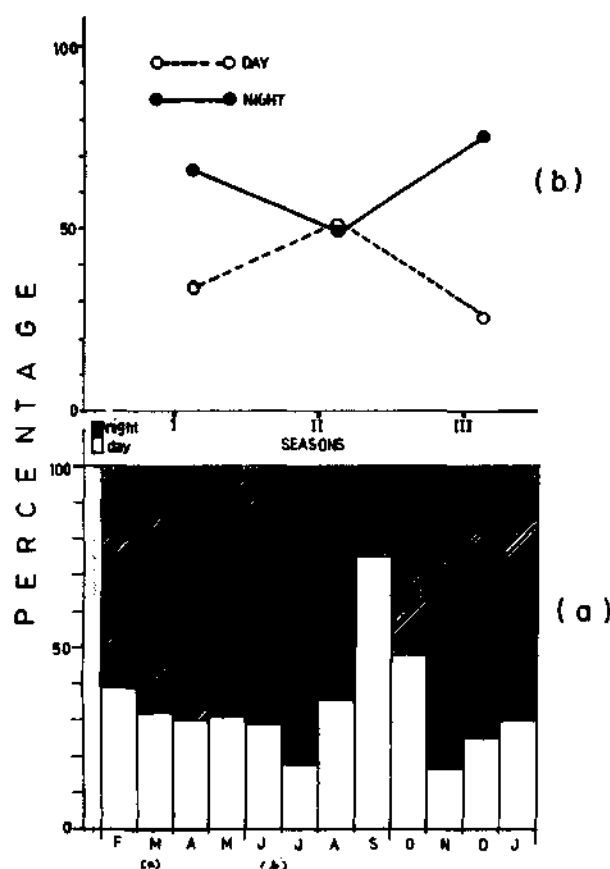 100
DAY
NIGHT
(b)
50
0
I II III
SEASONS
night
day
PERCENTAGE
100
(a)
50
0
F M A M J J A S O N D J